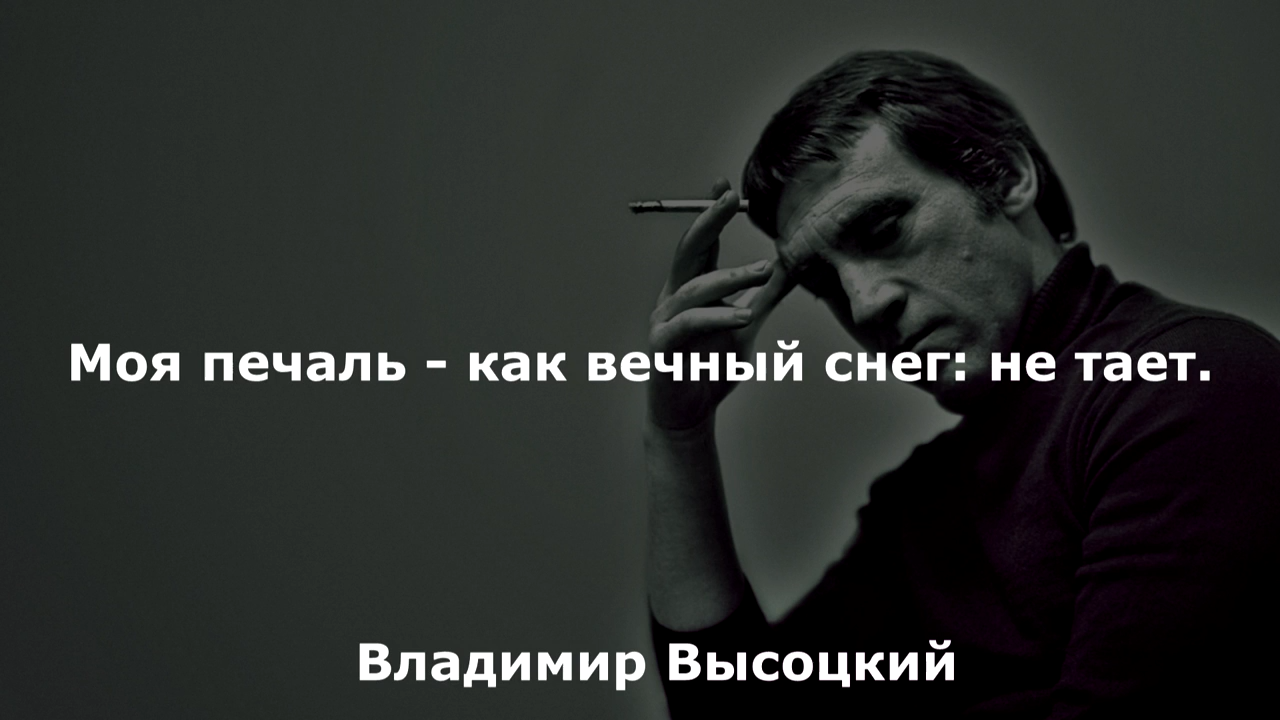 Моя печаль - как вечный снег: не тает.
Владимир Высоцкий